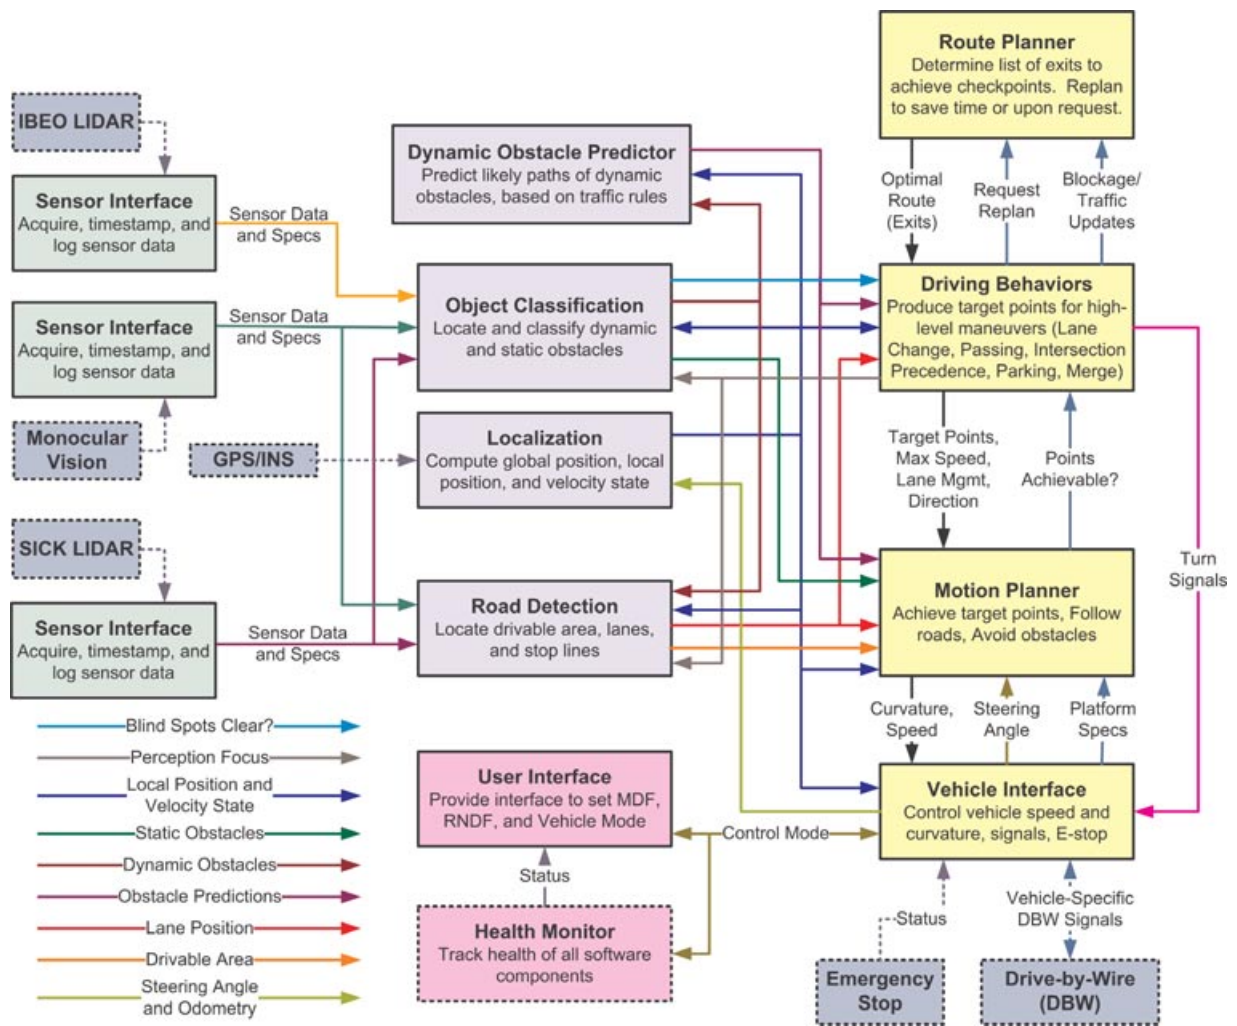 Route Planner
Determine list of exits to
achieve checkpoints. Replan
to save time or upon request.
IBEO LIDAR
Dynamic Obstacle Predictor
Predict likely paths of dynamic
obstacles, based on traffic rules
Optimal
Route
(Exits)
Request
Replan
Blockage/
Traffic
Updates
Sensor Interface
Acquire, timestamp, and
log sensor data
Sensor Data
and Specs
Object Classification
Locate and classify dynamic
and static obstacles
Driving Behaviors
Produce target points for high-
level maneuvers (Lane
Change, Passing, Intersection
Precedence, Parking, Merge)
Sensor Interface
Acquire, timestamp, and
log sensor data
Sensor Data
and Specs
Monocular
Vision
GPS/INS
Localization
Compute global position, local
position, and velocity state
Target Points,
Max Speed,
Lane Mgmt,
Direction
Points
Achievable?
SICK LIDAR
Turn
Signals
Sensor Interface
Acquire, timestamp, and
log sensor data
Sensor Data
and Specs
Road Detection
Locate drivable area, lanes,
and stop lines
Motion Planner
Achieve target points, Follow
roads, Avoid obstacles
Curvature,
Speed
Steering
Angle
Platform
Specs
Blind Spots Clear?
Perception Focus
Local Position and
Velocity State
Static Obstacles
Dynamic Obstacles
Obstacle Predictions
Lane Position
Drivable Area
Steering Angle
and Odometry
User Interface
Provide interface to set MDF,
RNDF, and Vehicle Mode
Control Mode
Vehicle Interface
Control vehicle speed and
curvature, signals, E-stop
Status
Health Monitor
Track health of all software
components
Status
Vehicle-Specific
DBW Signals
Emergency
Stop
Drive-by-Wire
(DBW)